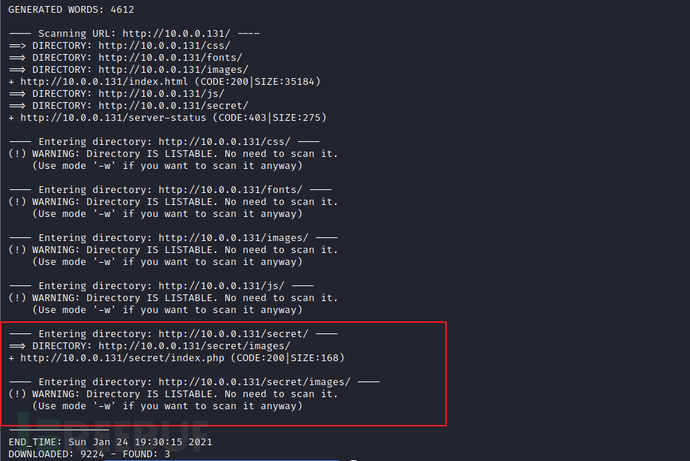 GENERATED WORDS: 4612
---- Scanning URL: http://10.0.0.131/ ----
==> DIRECTORY: http://10.0.0.131/css/
==> DIRECTORY: http://10.0.0.131/fonts/
==> DIRECTORY: http://10.0.0.131/images/
+ http://10.0.0.131/index.html (CODE:200|SIZE:35184)
==> DIRECTORY: http://10.0.0.131/js/
==> DIRECTORY: http://10.0.0.131/secret/
+ http://10.0.0.131/server-status (CODE:403|SIZE:275)
---- Entering directory: http://10.0.0.131/css/ ----
(!) WARNING: Directory IS LISTABLE. No need to scan it.
(Use mode '-w' if you want to scan it anyway)
---- Entering directory: http://10.0.0.131/fonts/ ----
(!) WARNING: Directory IS LISTABLE. No need to scan it.
(Use mode '-w' if you want to scan it anyway)
---- Entering directory: http://10.0.0.131/images/ ----
(!) WARNING: Directory IS LISTABLE. No need to scan it.
(Use mode '-w' if you want to scan it anyway)
---- Entering directory: http://10.0.0.131/js/ ----
(!) WARNING: Directory IS LISTABLE. No need to scan it.
(Use mode '-w' if you want to scan it anyway)
---- Entering directory: http://10.0.0.131/secret/ ----
==> DIRECTORY: http://10.0.0.131/secret/images/
+ http://10.0.0.131/secret/index.php (CODE:200|SIZE:168)
---- Entering directory: http://10.0.0.131/secret/images/ ----
(!) WARNING: Directory IS LISTABLE. No need to scan it.
(Use mode '-w' if you want to scan it anyway)
-----------------
END_TIME: Sun Jan 24 19:30:15 2021
DOWNLOADED: 9224 - FOUND: 3